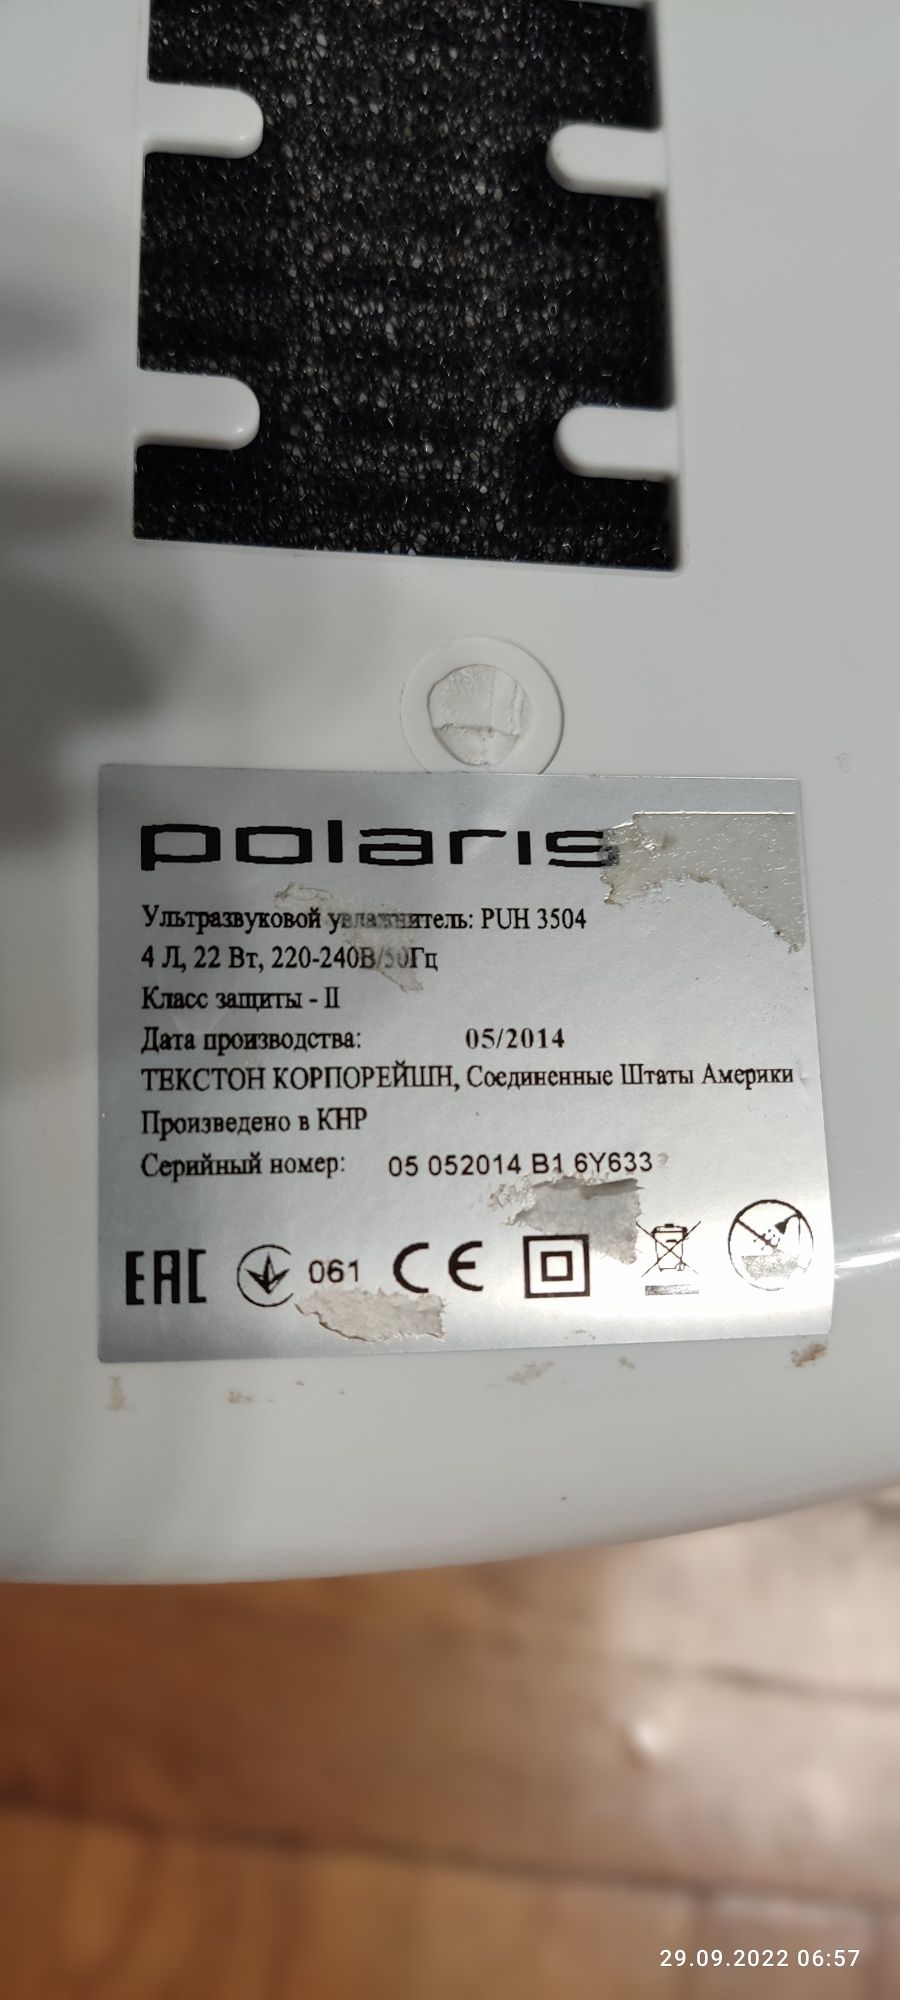 polaris
Ультразвуковой увлажнитель: PUH 3504
4 Л, 22 Вт, 220-240В/50Гц
Класс защиты - II
Дата производства: 05/2014
ТЕКСТОН КОРПОРЕЙШН, Соединенные Штаты Америки
Произведено в КНР
Серийный номер: 05 052014 B1 6Y633
EAC 061 CE
29.09.2022 06:57